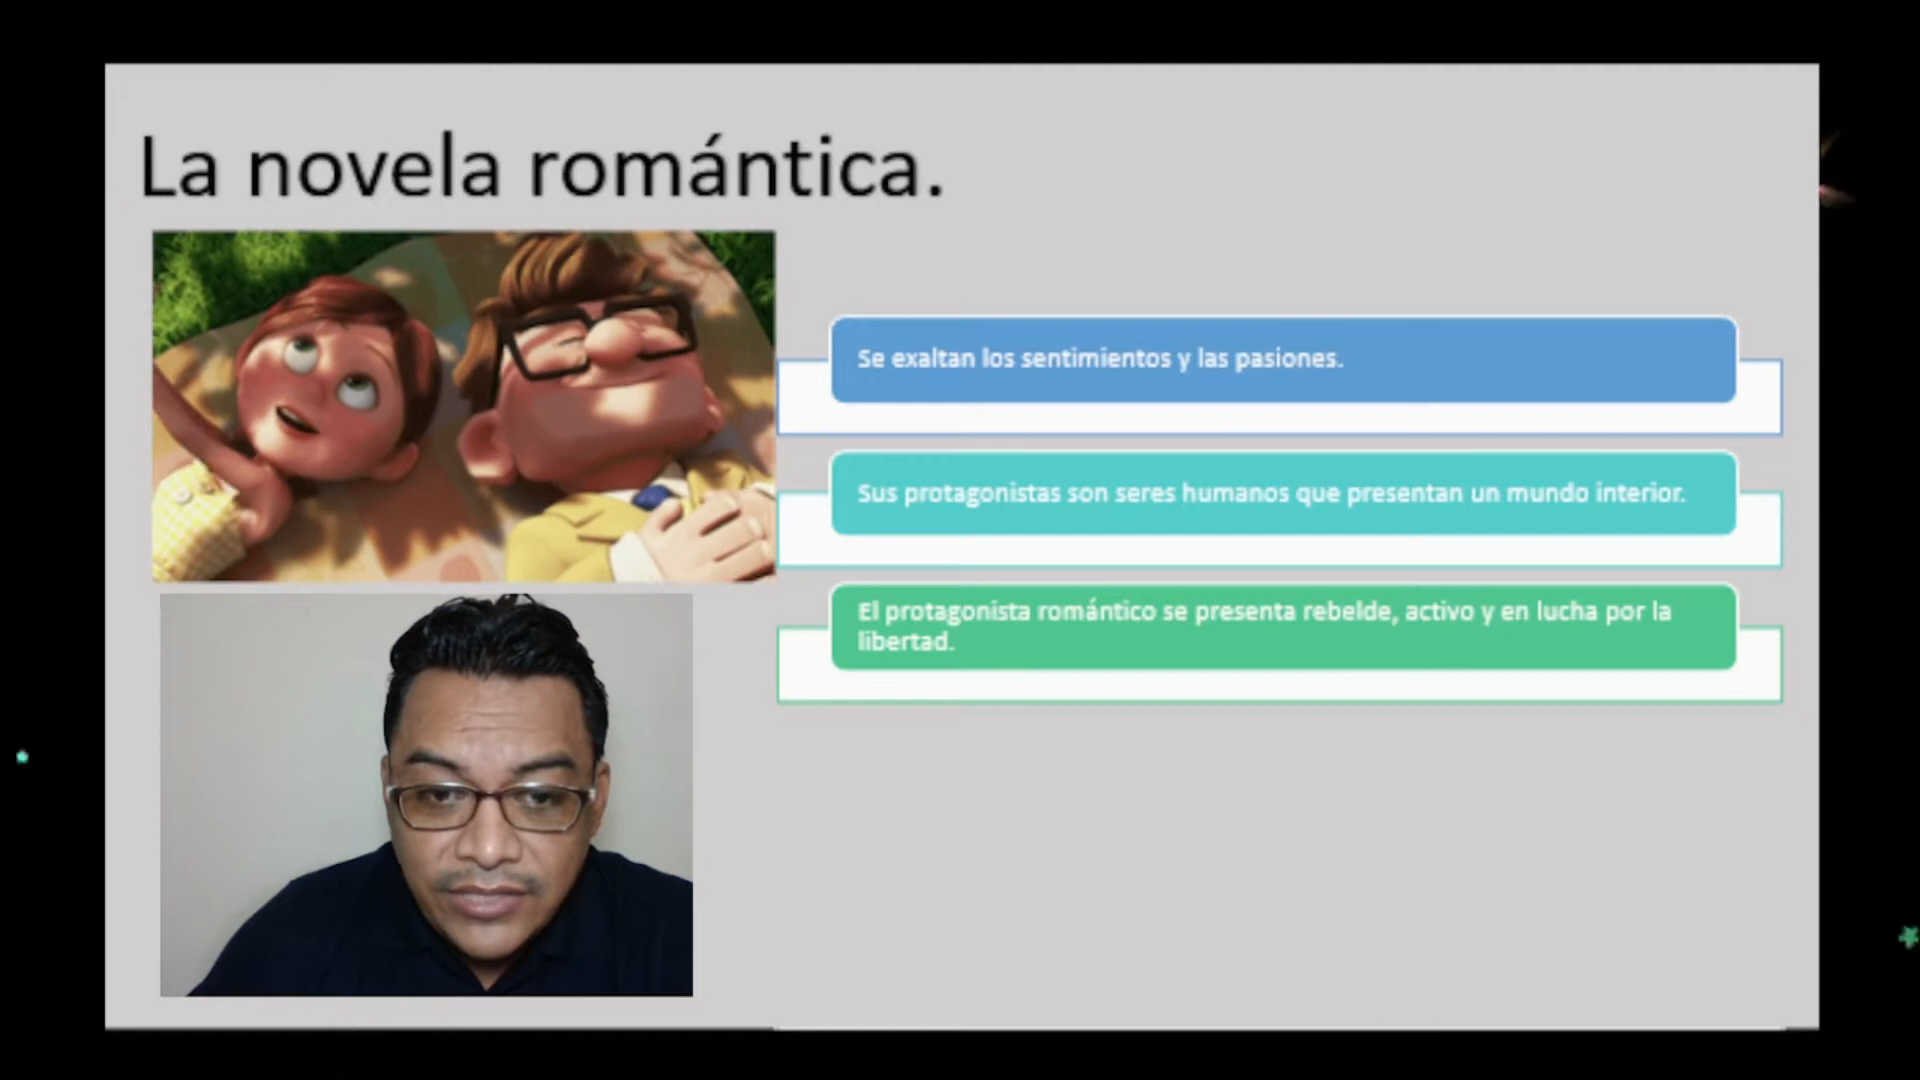 La novela romántica.
Se exaltan los sentimientos y las pasiones.
Sus protagonistas son seres humanos que presentan un mundo interior.
El protagonista romántico se presenta rebelde, activo y en lucha por la
libertad.